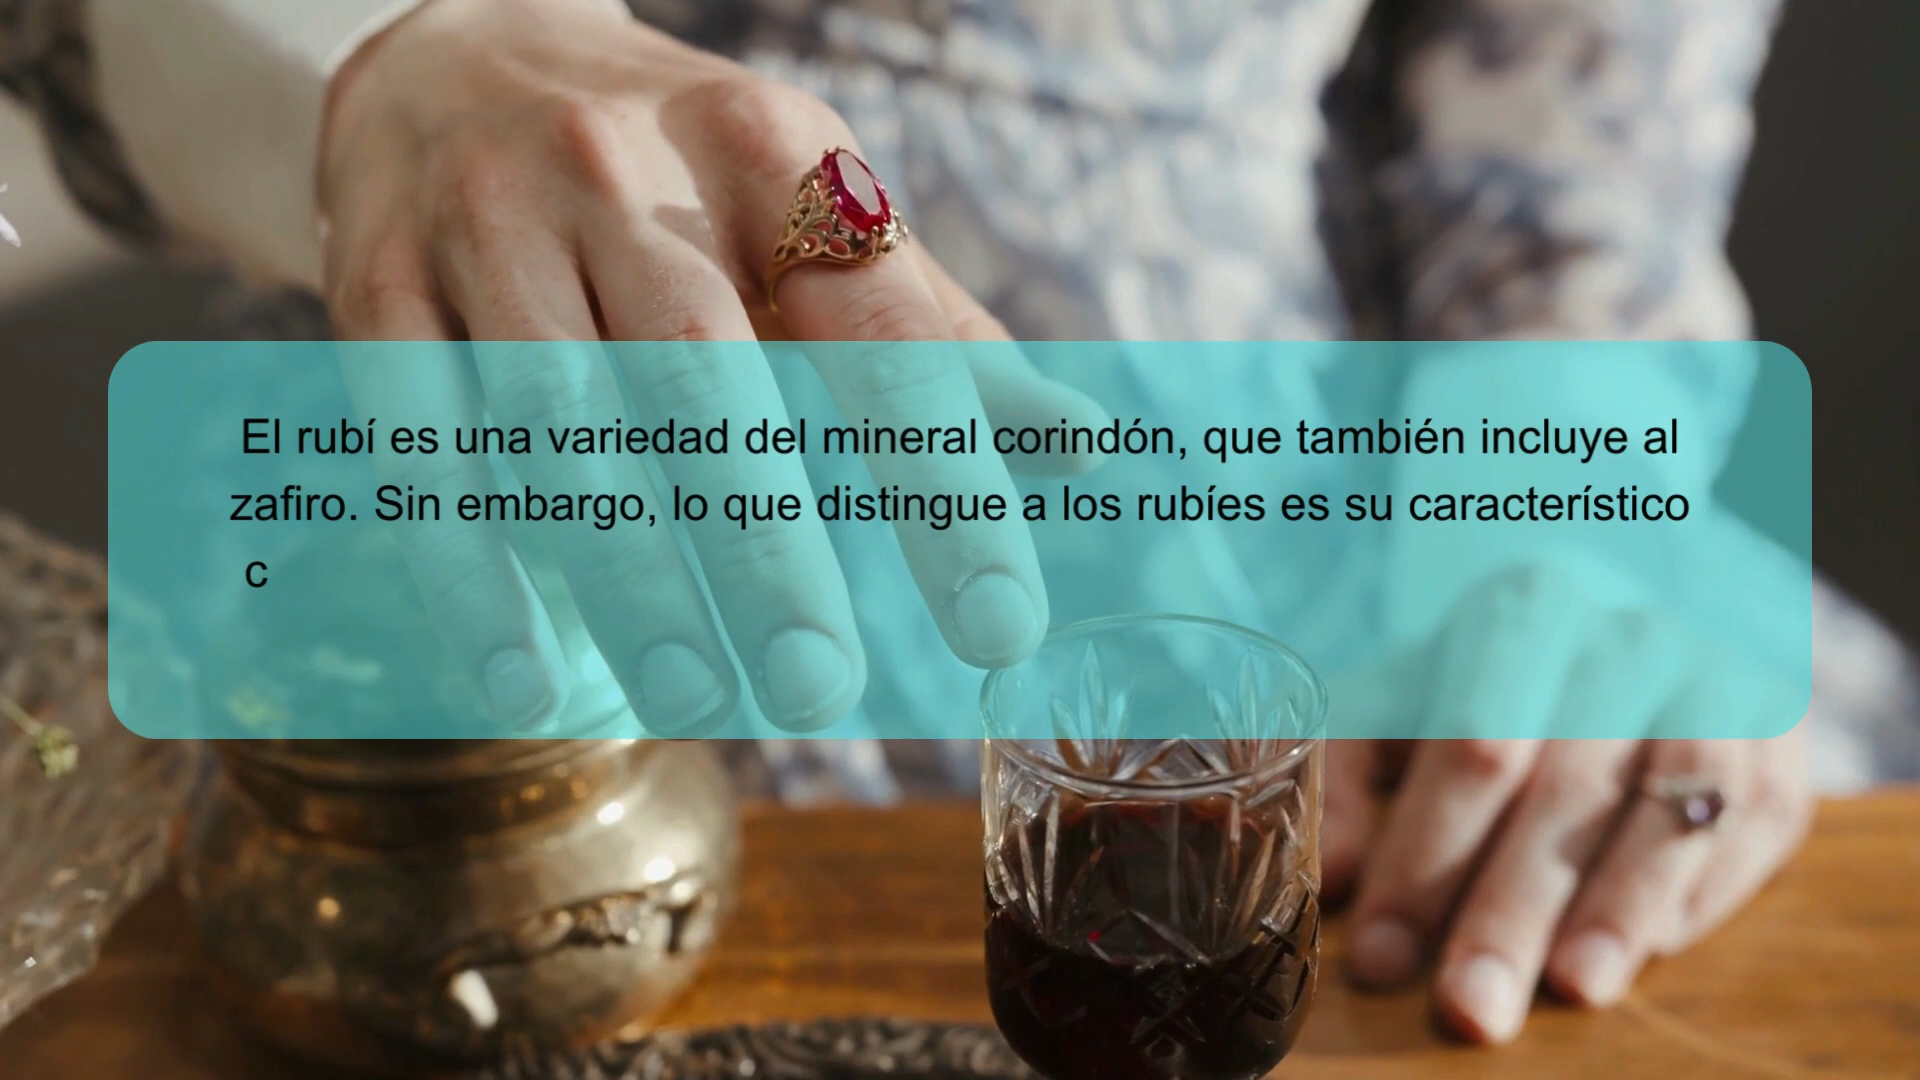 El rubí es una variedad del mineral corindón, que también incluye al
zafiro. Sin embargo, lo que distingue a los rubíes es su característico
c